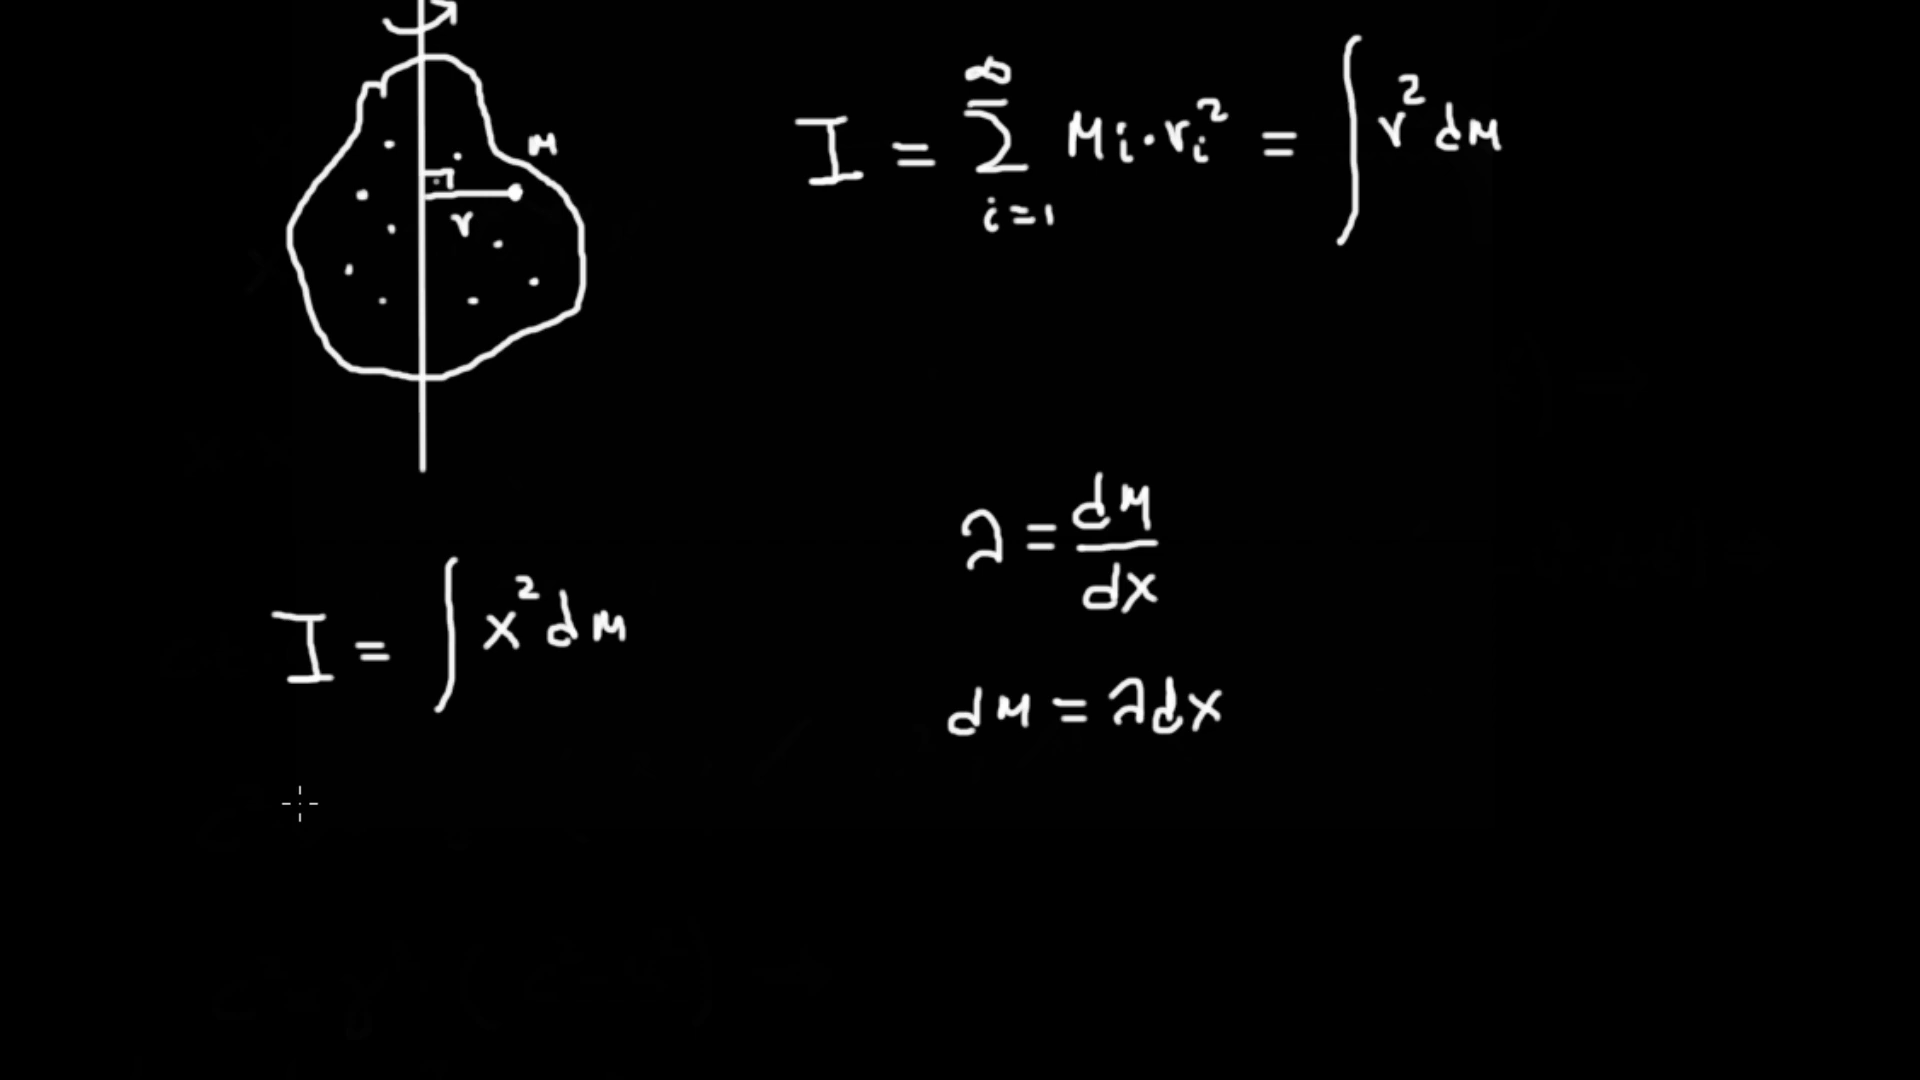 M
r
I = ∞ Σ i=1 Mi·ri² = ∫ r² dM
λ = dM/dx
I = ∫ x² dM
dM = λdx